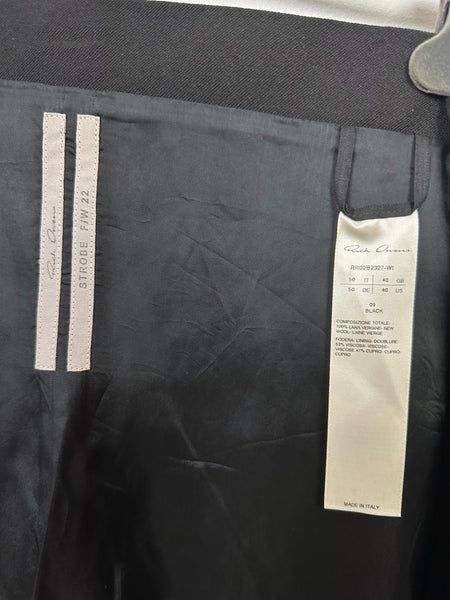 Rick Owens
STROBE F/W 22
Rick Owens
RR02B2327-WI
50 IT 40 GB
50 DE 40 US
09
BLACK
COMPOSIZIONE TOTALE:
100% LANA VERGINE- NEW
WOOL- LAINE VIERGE
FODERA- LINING- DOUBLURE
53% VISCOSA- VISCOSE-
VISCOSE 47% CUPRO- CUPRO-
CUPRO
MADE IN ITALY